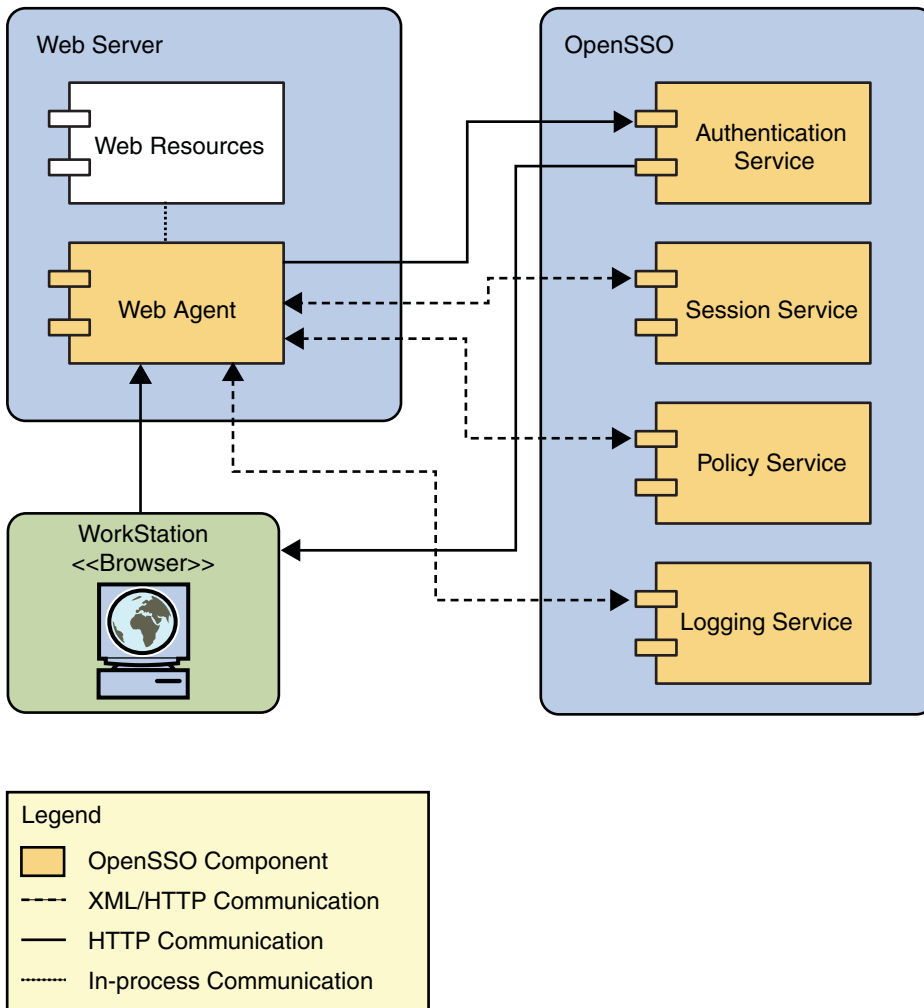 Web Server
Web Resources
Web Agent
WorkStation
<<Browser>>
OpenSSO
Authentication
Service
Session Service
Policy Service
Logging Service
Legend
OpenSSO Component
XML/HTTP Communication
HTTP Communication
In-process Communication